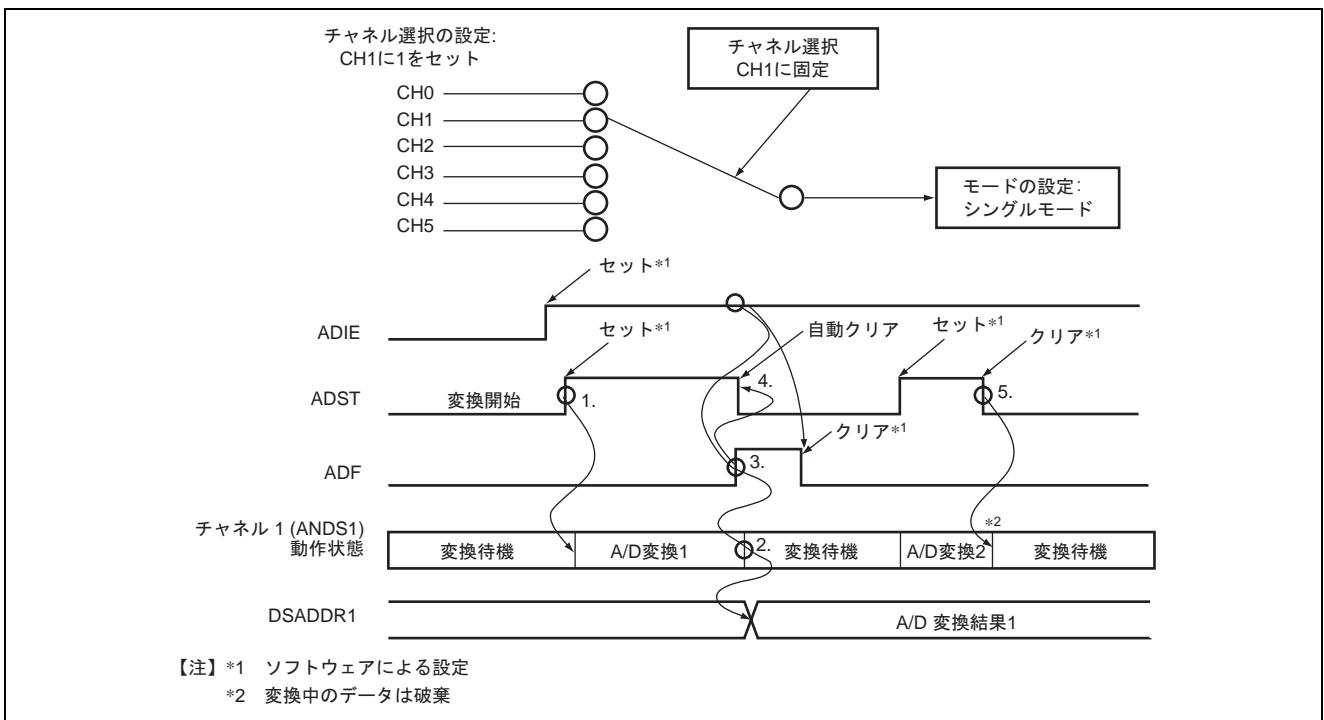 チャネル選択の設定:
CH1に1をセット
チャネル選択
CH1に固定
CH0
CH1
CH2
CH3
CH4
CH5
モードの設定:
シングルモード
セット*1
ADIE
セット*1
自動クリア
セット*1
クリア*1
ADST
変換開始
1.
4.
5.
クリア*1
ADF
3.
チャネル 1 (ANDS1)
動作状態
*2
変換待機
A/D変換1
2.
変換待機
A/D変換2
変換待機
DSADDR1
A/D 変換結果1
【注】*1 ソフトウェアによる設定
*2 変換中のデータは破棄